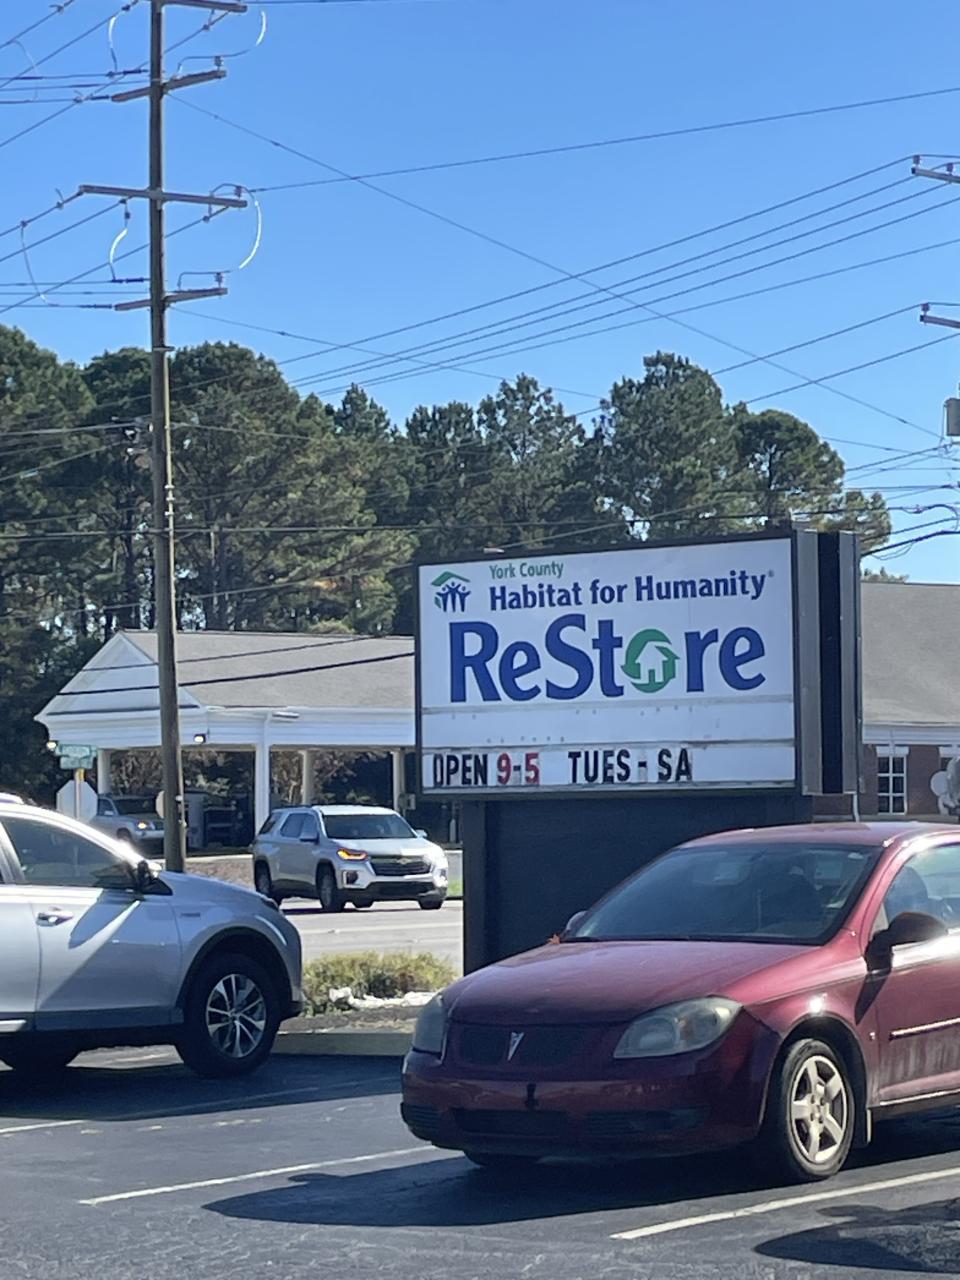 York County
Habitat for Humanity®
ReStore
OPEN 9-5 TUES - SA